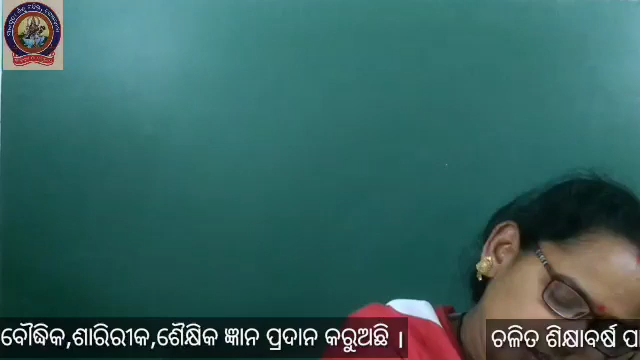 ବୌଦ୍ଧିକ,ଶାରିରୀକ,ଶୈକ୍ଷିକ ଜ୍ଞାନ ପ୍ରଦାନ କରୁଅଛି ।
ଚଳିତ ଶିକ୍ଷାବର୍ଷ ପ